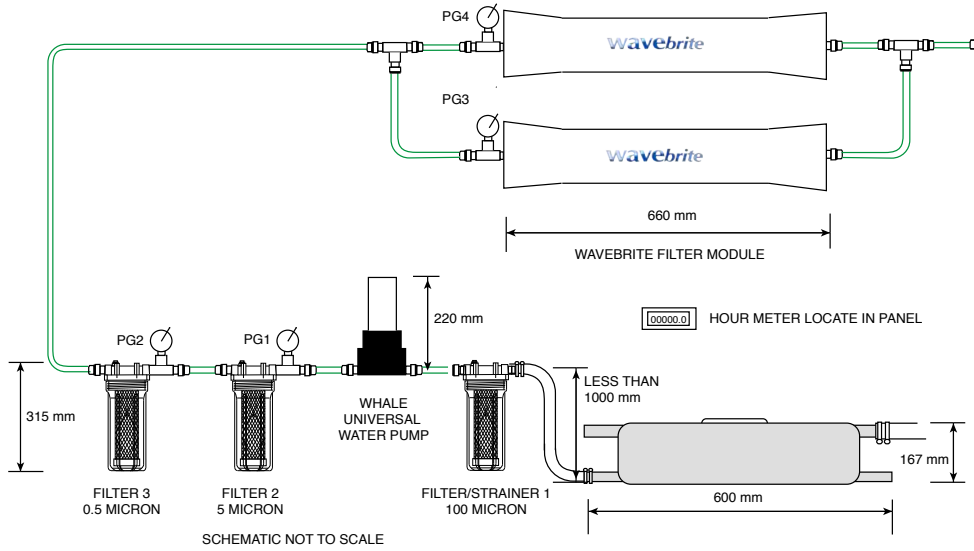 PG4
wavebrite
PG3
wavebrite
660 mm
WAVEBRITE FILTER MODULE
220 mm
00000.0
HOUR METER LOCATE IN PANEL
PG2
PG1
315 mm
WHALE
UNIVERSAL
WATER PUMP
LESS THAN
1000 mm
167 mm
FILTER 3
0.5 MICRON
FILTER 2
5 MICRON
FILTER/STRAINER 1
100 MICRON
600 mm
SCHEMATIC NOT TO SCALE